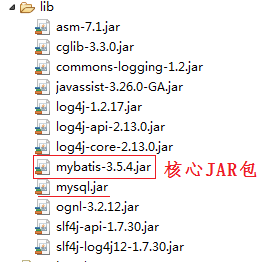 lib
asm-7.1.jar
cglib-3.3.0.jar
commons-logging-1.2.jar
javassist-3.26.0-GA.jar
log4j-1.2.17.jar
log4j-api-2.13.0.jar
log4j-core-2.13.0.jar
mybatis-3.5.4.jar 核心JAR包
mysql.jar
ognl-3.2.12.jar
slf4j-api-1.7.30.jar
slf4j-log4j12-1.7.30.jar